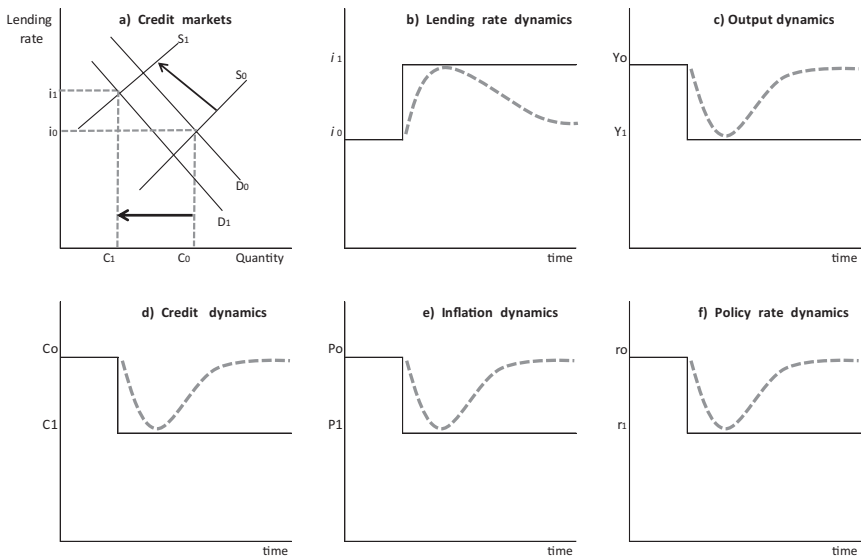 Lending
rate
a) Credit markets
S1
S0
i1
i0
D0
D1
C1
C0
Quantity
b) Lending rate dynamics
i 1
i 0
time
c) Output dynamics
Yo
Y1
time
d) Credit dynamics
Co
C1
time
e) Inflation dynamics
Po
P1
time
f) Policy rate dynamics
ro
r1
time